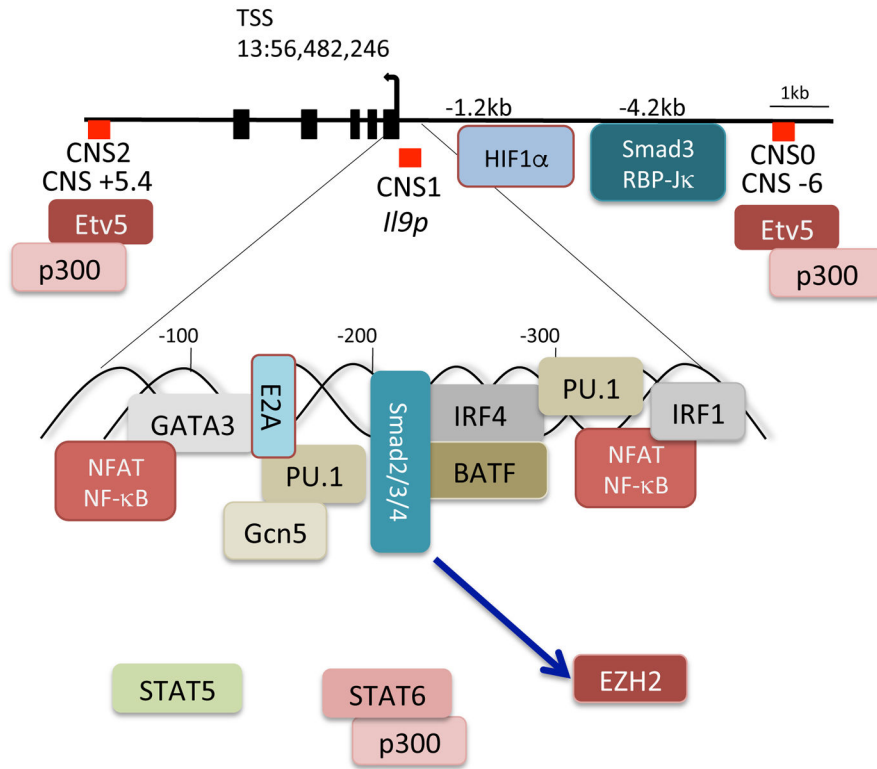 TSS
13:56,482,246
-1.2kb
-4.2kb
1kb
CNS2
CNS +5.4
Etv5
p300
CNS1
Il9p
HIF1α
Smad3
RBP-Jκ
CNS0
CNS -6
Etv5
p300
-100
-200
-300
NFAT
NF-κB
GATA3
E2A
PU.1
Gcn5
Smad2/3/4
IRF4
BATF
PU.1
NFAT
NF-κB
IRF1
STAT5
STAT6
p300
EZH2